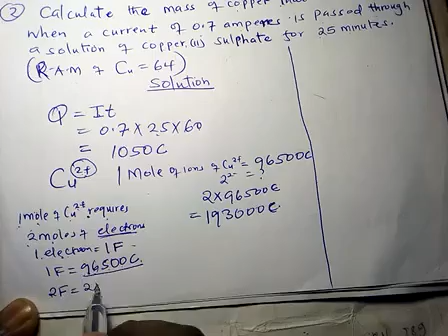 ② Calculate the mass of copper that
when a current of 0.7 amperes is passed through
a solution of copper (ii) sulphate for 25 minutes.
(R.A.M of Cu = 64)
Solution
Q = It
= 0.7 x 25 x 60
= 1050C
Cu²⁺
1 Mole of ions of Cu²⁺ = 96500C
2²⁻ = ?
2 x 96500C
= 193000C
1 mole of Cu²⁺ requires
2 moles of electrons
1 electron = 1F
1F = 96500C
2F = 2